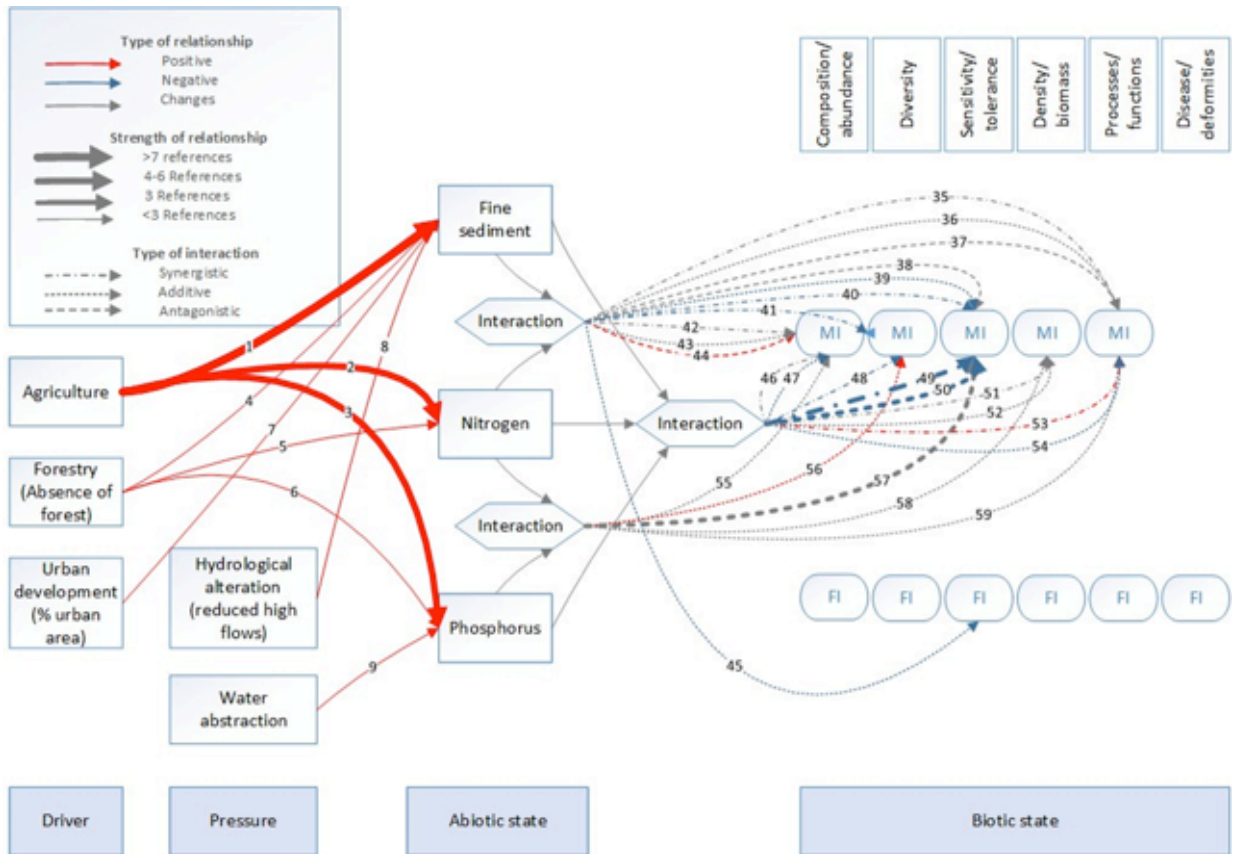 Type of relationship
Positive
Negative
Changes
Strength of relationship
>7 references
4-6 References
3 References
<3 References
Type of interaction
Synergistic
Additive
Antagonistic
Composition/
abundance
Diversity
Sensitivity/
tolerance
Density/
biomass
Processes/
functions
Disease/
deformities
Agriculture
Forestry
(Absence of
forest)
Urban
development
(% urban
area)
Hydrological
alteration
(reduced high
flows)
Water
abstraction
Fine
sediment
Interaction
Nitrogen
Interaction
Phosphorus
Interaction
1
2
3
4
5
6
7
8
9
35
36
37
38
39
40
41
42
43
44
45
46
47
48
49
50
51
52
53
54
55
56
57
58
59
MI
MI
MI
MI
MI
FI
FI
FI
FI
FI
FI
Driver
Pressure
Abiotic state
Biotic state